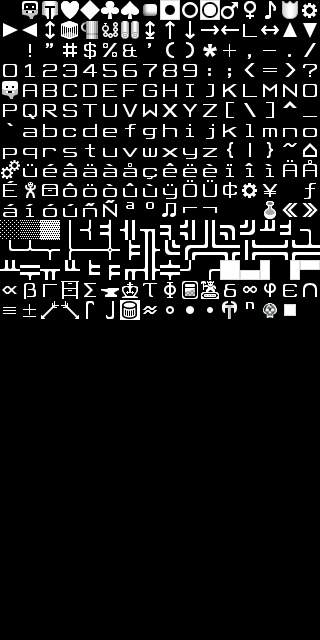 ♥ ♦ ♣ ♠ ♂ ♀ ♪
► ◄ ↕ ↑ ↓ → ← ∟ ↔ ▲ ▼
! " # $ % & ' ( ) * + , - . /
0 1 2 3 4 5 6 7 8 9 : ; < = > ?
A B C D E F G H I J K L M N O
P Q R S T U V W X Y Z [ \ ] ^ _
` a b c d e f g h i j k l m n o
p q r s t u v w x y z { | } ~ ⌂
ü é â ä à å ç ê ë è ï î ì Ä Å
É ô ö ò û ù ÿ Ö Ü ¢ ¥ ƒ
á í ó ú ñ Ñ ª º ♫ ⌐ ¬ « »
∝ β Γ Σ τ Φ δ ∞ φ ∈ ∩
≡ ± ⌠ ⌡ ≈ ° • · ⁿ ■